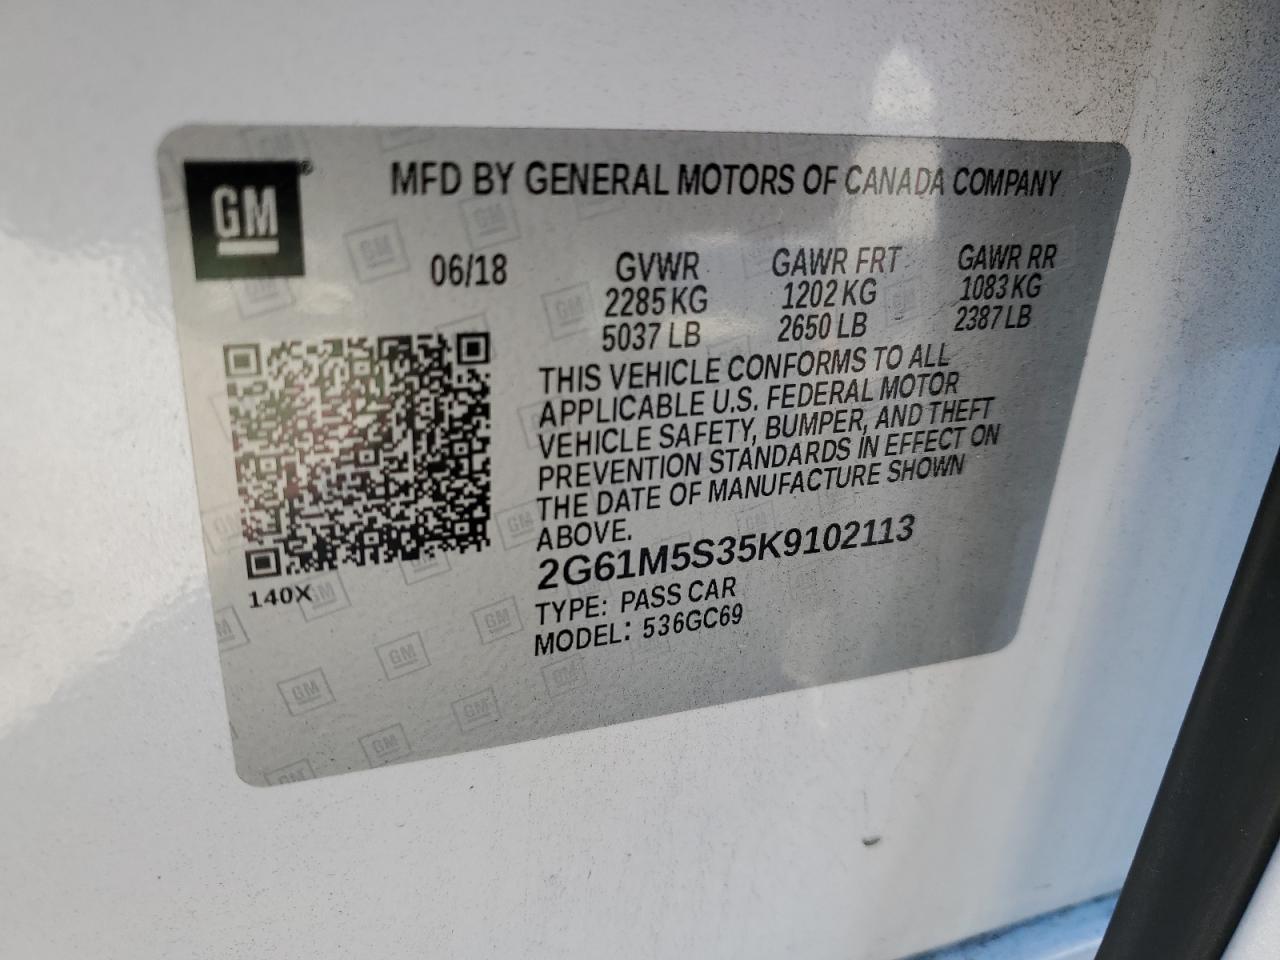 GM
MFD BY GENERAL MOTORS OF CANADA COMPANY
06/18
GVWR GAWR FRT GAWR RR
2285 KG 1202 KG 1083 KG
5037 LB 2650 LB 2387 LB
THIS VEHICLE CONFORMS TO ALL
APPLICABLE U.S. FEDERAL MOTOR
VEHICLE SAFETY, BUMPER, AND THEFT
PREVENTION STANDARDS IN EFFECT ON
THE DATE OF MANUFACTURE SHOWN
ABOVE.
2G61M5S35K9102113
TYPE: PASS CAR
MODEL: 536GC69
140X